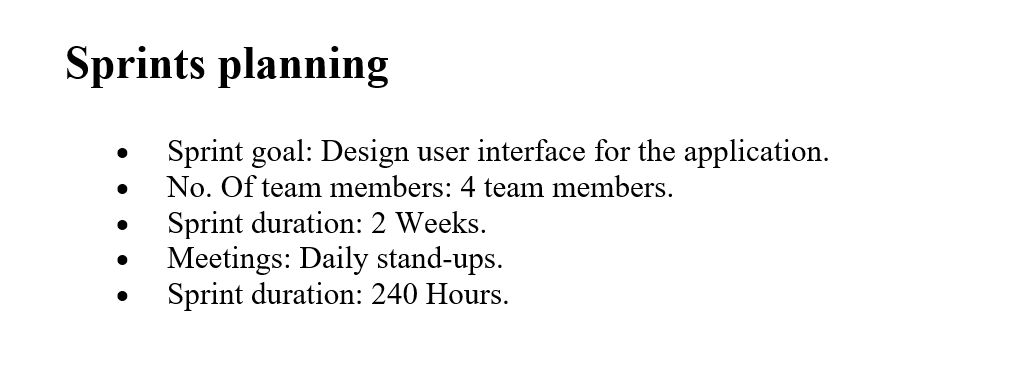 Sprints planning
• Sprint goal: Design user interface for the application.
• No. Of team members: 4 team members.
• Sprint duration: 2 Weeks.
• Meetings: Daily stand-ups.
• Sprint duration: 240 Hours.